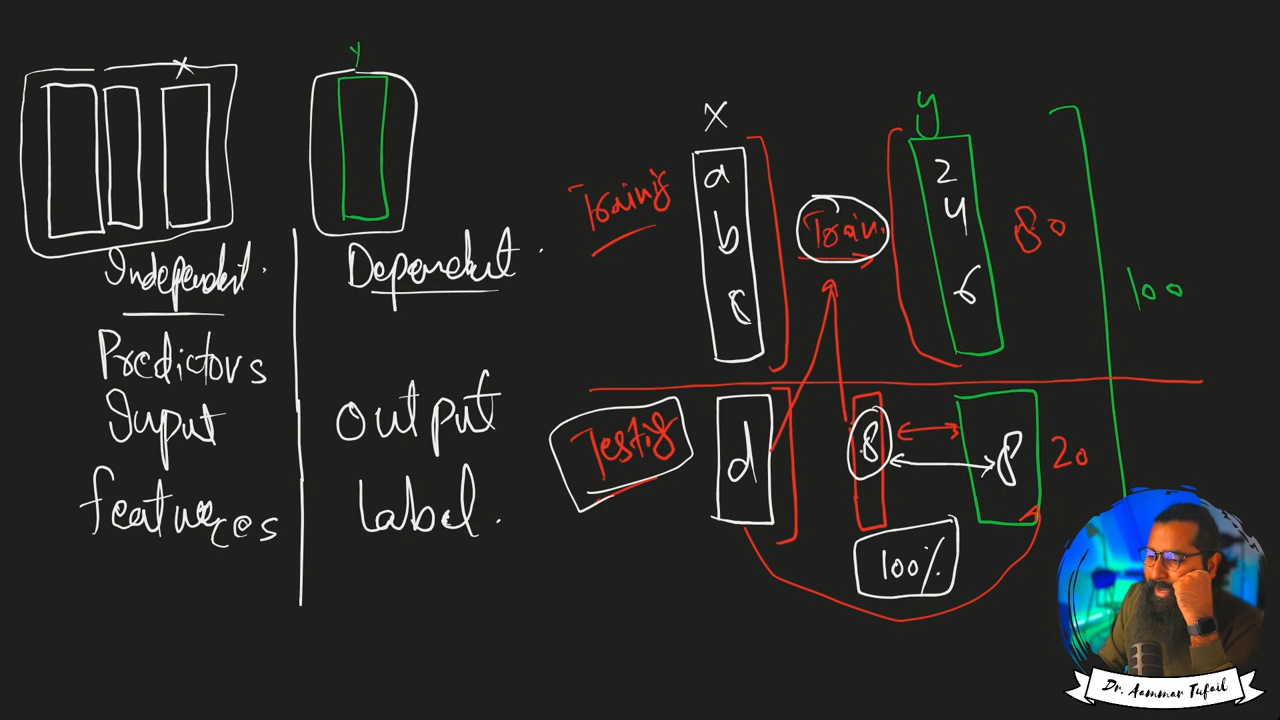 X
y
Independent.
Dependent.
Predictors
Input
output
features
Label.
X
y
Training
a
b
8
Train.
2
4
6
80
100
Testing
d
8
8
20
100%
Dr. Aammar Tufail